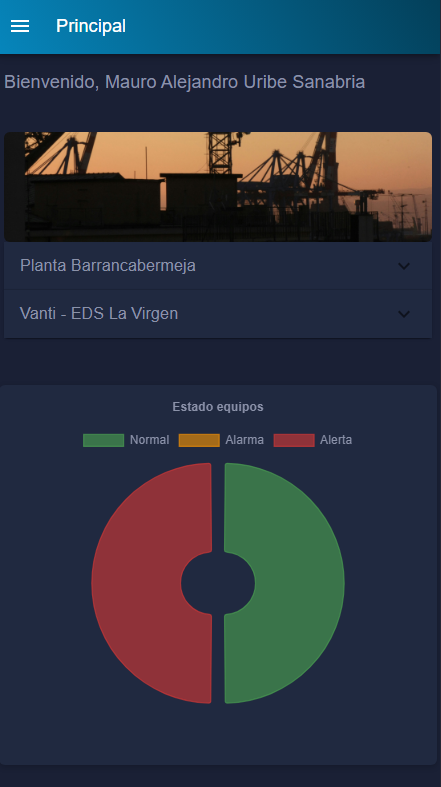 Principal
Bienvenido, Mauro Alejandro Uribe Sanabria
Planta Barrancabermeja
Vanti - EDS La Virgen
Estado equipos
Normal Alarma Alerta